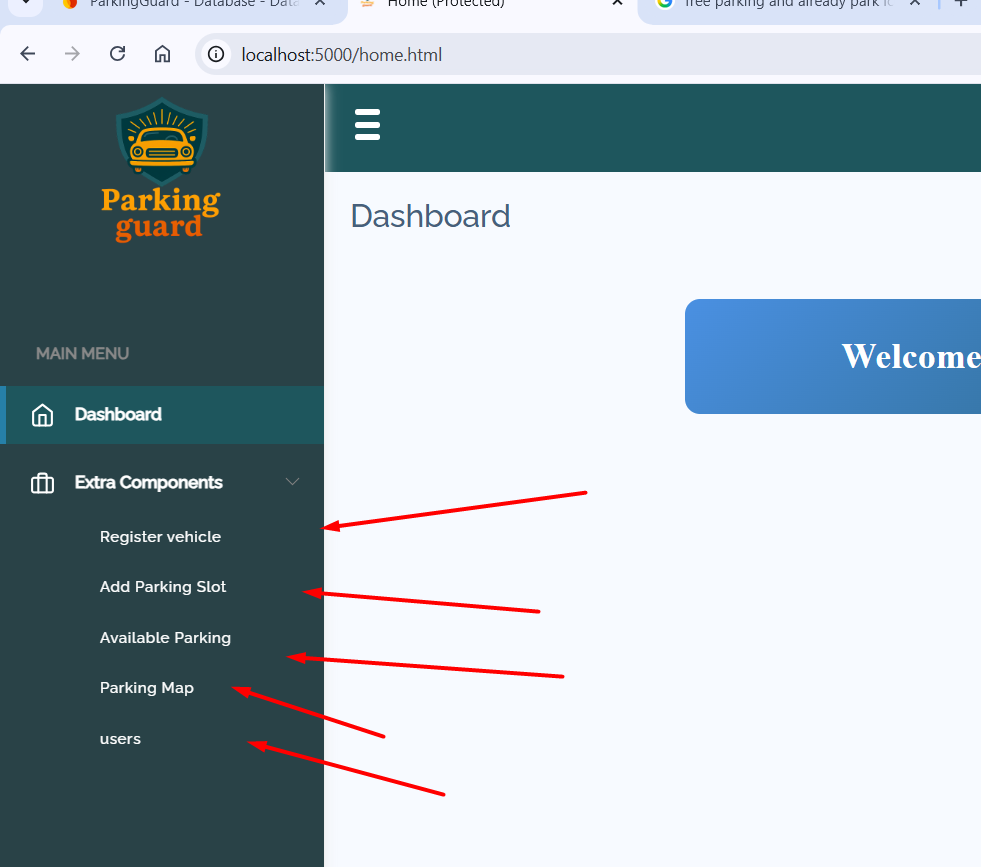 ParkingGuard - Database - Data
Home (Protected)
free parking and already park
localhost:5000/home.html
Parking
guard
Dashboard
Welcome
MAIN MENU
Dashboard
Extra Components
Register vehicle
Add Parking Slot
Available Parking
Parking Map
users